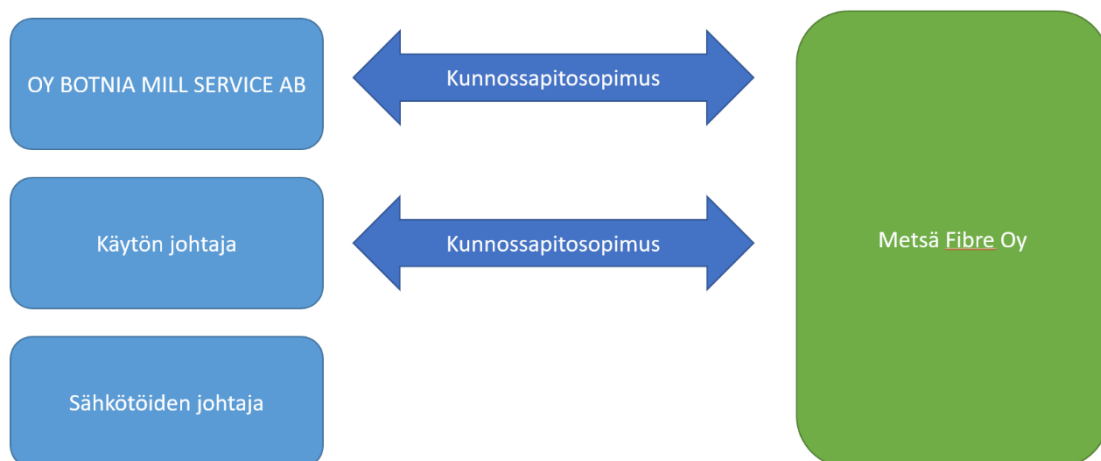 OY BOTNIA MILL SERVICE AB
Kunnossapitosopimus
Käytön johtaja
Kunnossapitosopimus
Metsä Fibre Oy
Sähkötöiden johtaja